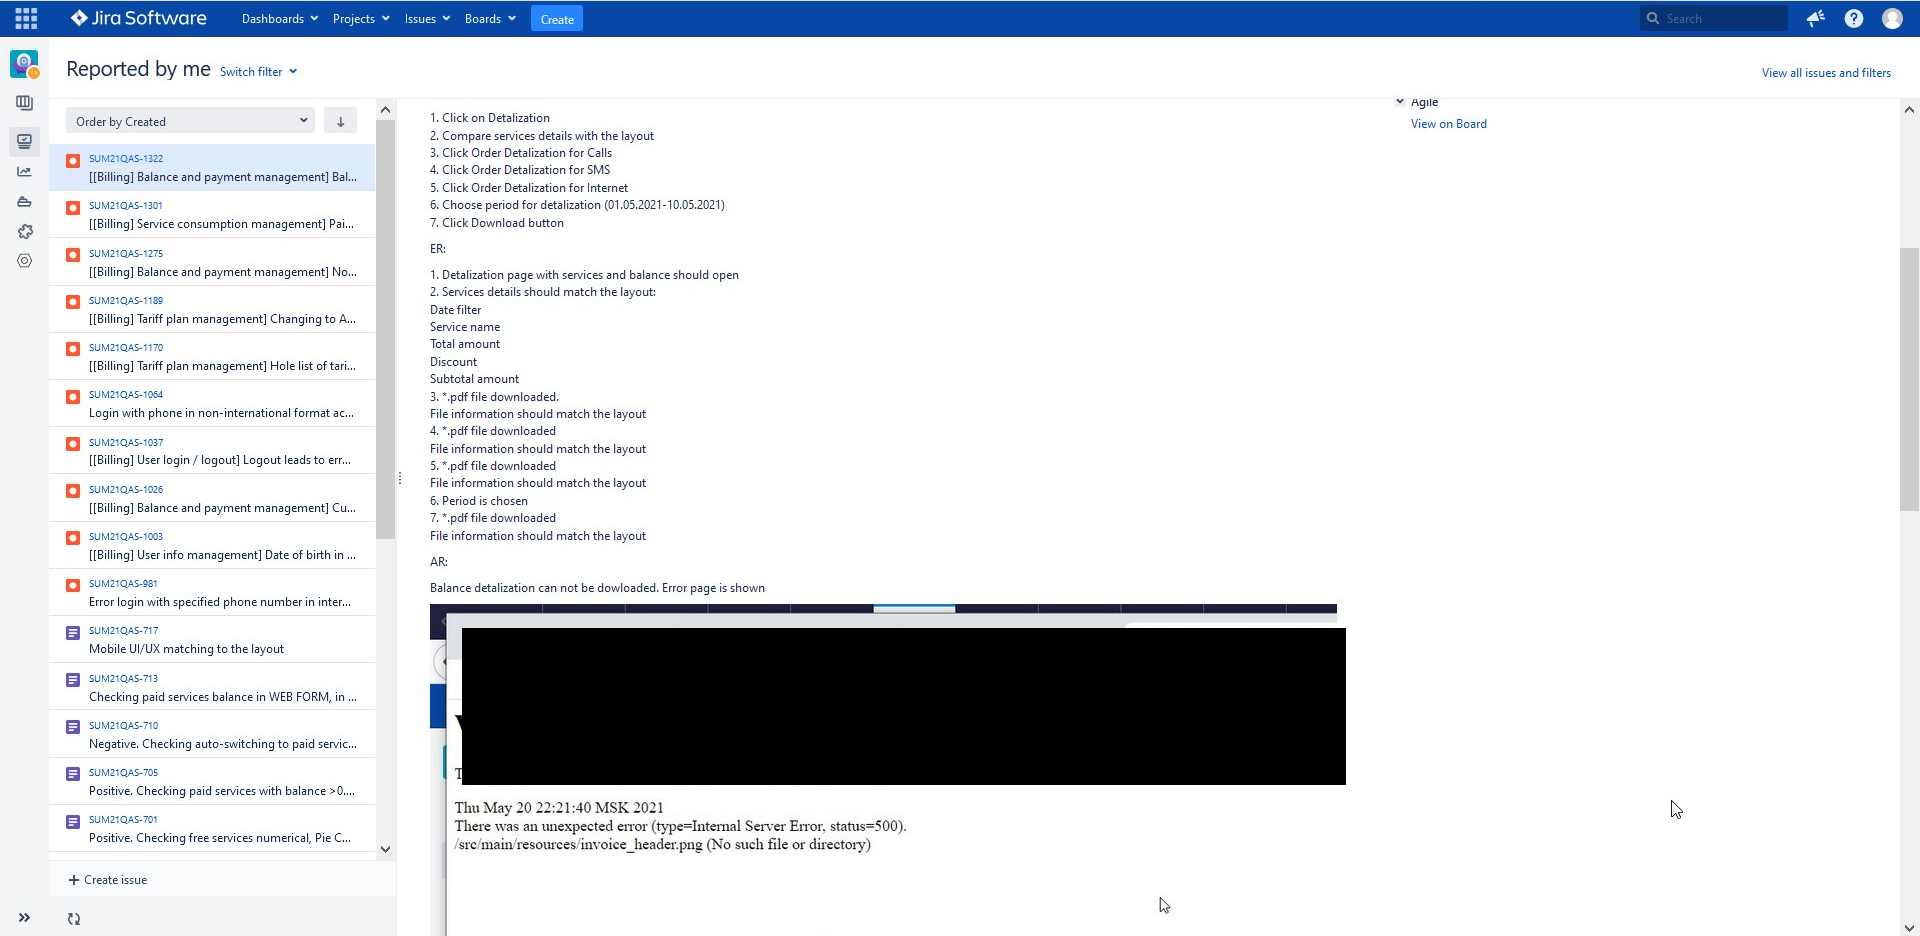 Jira Software
Dashboards Projects Issues Boards Create
Search
Reported by me Switch filter
View all issues and filters
Order by Created
SUM21QAS-1322
[[Billing] Balance and payment management] Bal...
SUM21QAS-1301
[[Billing] Service consumption management] Pai...
SUM21QAS-1275
[[Billing] Balance and payment management] No...
SUM21QAS-1189
[[Billing] Tariff plan management] Changing to A...
SUM21QAS-1170
[[Billing] Tariff plan management] Hole list of tari...
SUM21QAS-1064
Login with phone in non-international format ac...
SUM21QAS-1037
[[Billing] User login / logout] Logout leads to err...
SUM21QAS-1026
[[Billing] Balance and payment management] Cu...
SUM21QAS-1003
[[Billing] User info management] Date of birth in ...
SUM21QAS-981
Error login with specified phone number in inter...
SUM21QAS-717
Mobile UI/UX matching to the layout
SUM21QAS-713
Checking paid services balance in WEB FORM, in ...
SUM21QAS-710
Negative. Checking auto-switching to paid servic...
SUM21QAS-705
Positive. Checking paid services with balance >0....
SUM21QAS-701
Positive. Checking free services numerical, Pie C...
+ Create issue
1. Click on Detalization
2. Compare services details with the layout
3. Click Order Detalization for Calls
4. Click Order Detalization for SMS
5. Click Order Detalization for Internet
6. Choose period for detalization (01.05.2021-10.05.2021)
7. Click Download button
ER:
1. Detalization page with services and balance should open
2. Services details should match the layout:
Date filter
Service name
Total amount
Discount
Subtotal amount
3. *.pdf file downloaded.
File information should match the layout
4. *.pdf file downloaded
File information should match the layout
5. *.pdf file downloaded
File information should match the layout
6. Period is chosen
7. *.pdf file downloaded
File information should match the layout
AR:
Balance detalization can not be dowloaded. Error page is shown
Thu May 20 22:21:40 MSK 2021
There was an unexpected error (type=Internal Server Error, status=500).
/src/main/resources/invoice_header.png (No such file or directory)
Agile
View on Board